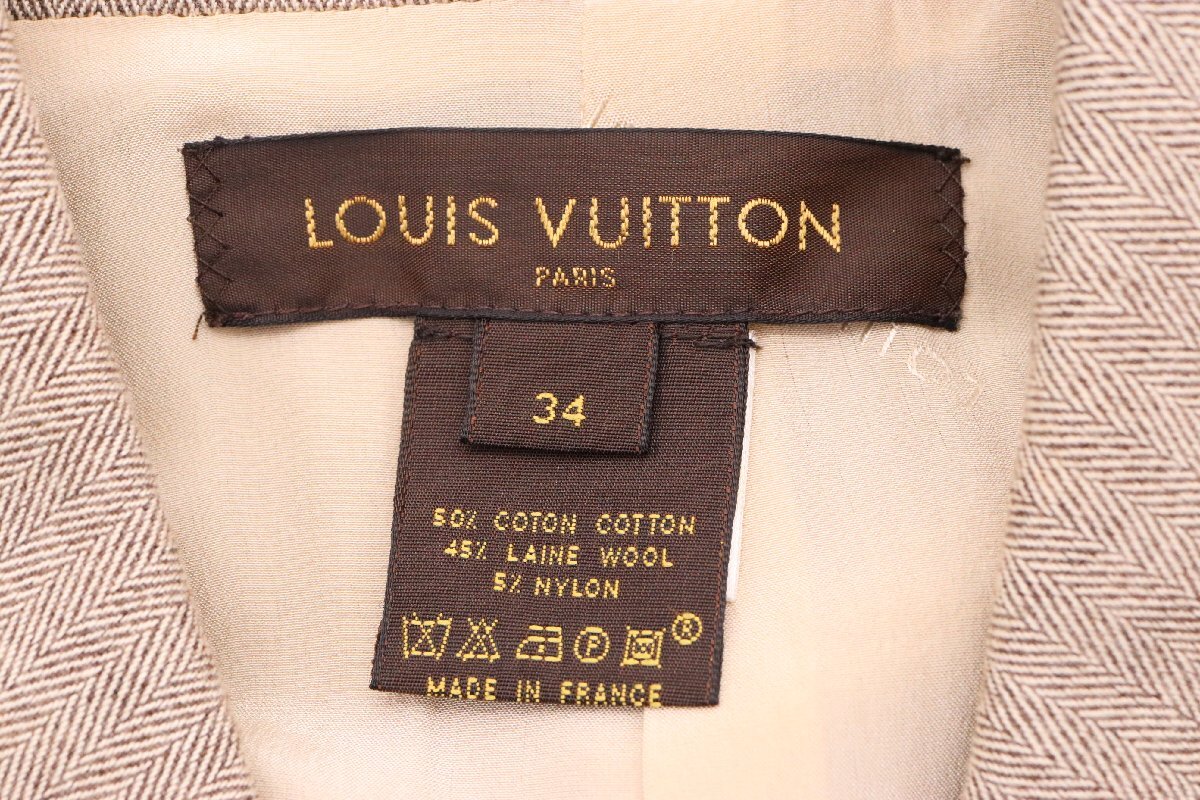 LOUIS VUITTON
PARIS
34
50% COTON COTTON
45% LAINE WOOL
5% NYLON
P ®
MADE IN FRANCE